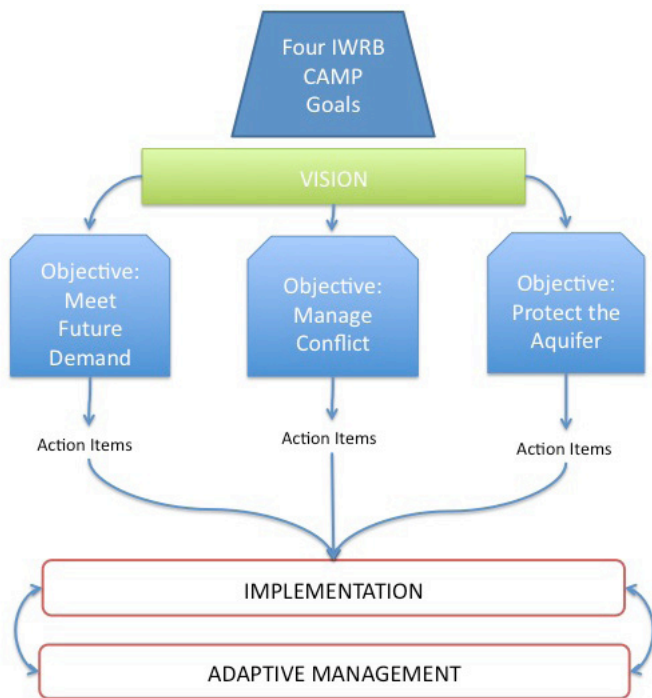 Four IWRB
CAMP
Goals
VISION
Objective:
Meet
Future
Demand
Objective:
Manage
Conflict
Objective:
Protect the
Aquifer
Action Items
Action Items
Action Items
IMPLEMENTATION
ADAPTIVE MANAGEMENT